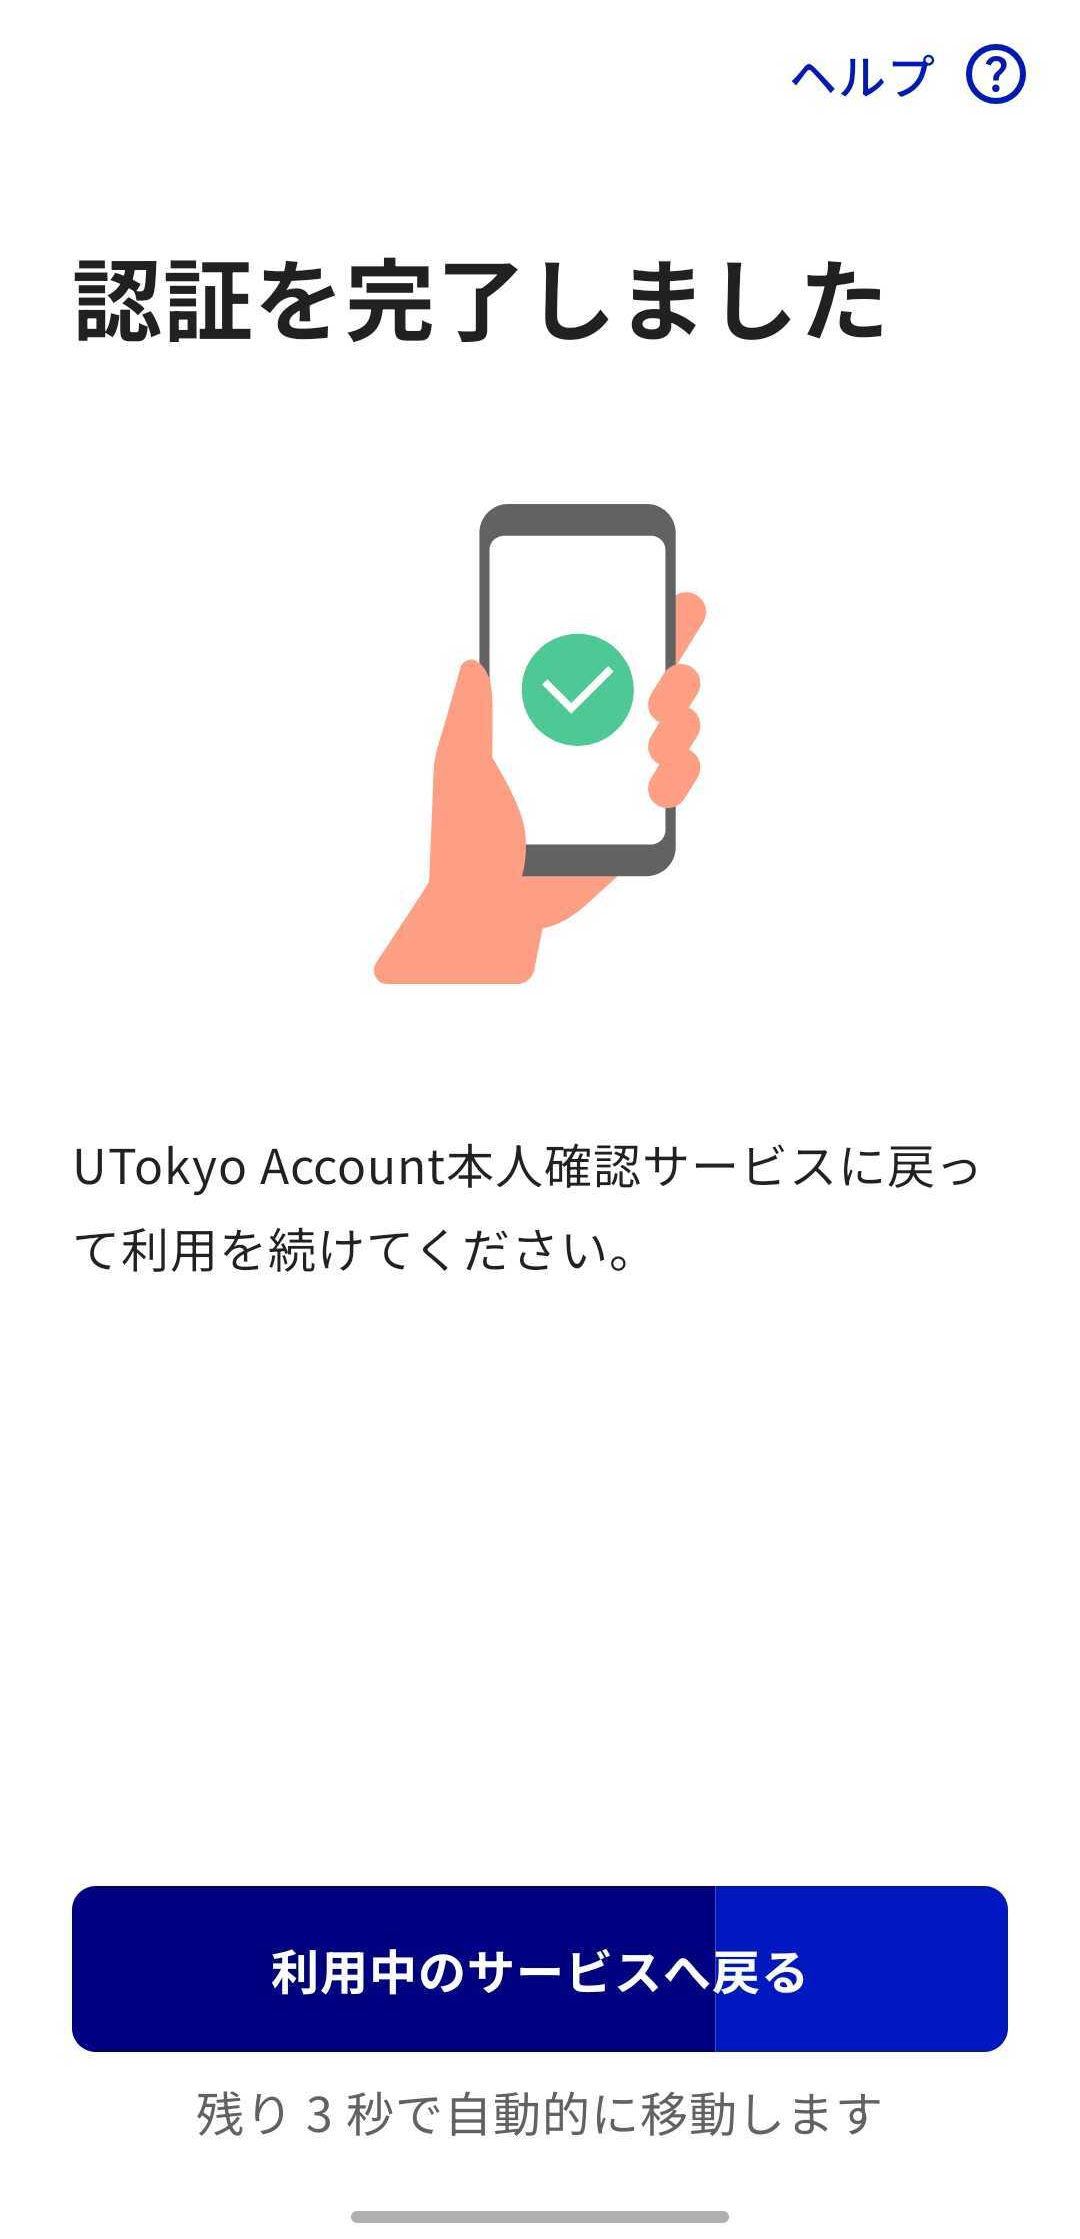 ヘルプ ?
認証を完了しました
UTokyo Account本人確認サービスに戻っ
て利用を続けてください。
利用中のサービスへ戻る
残り 3 秒で自動的に移動します